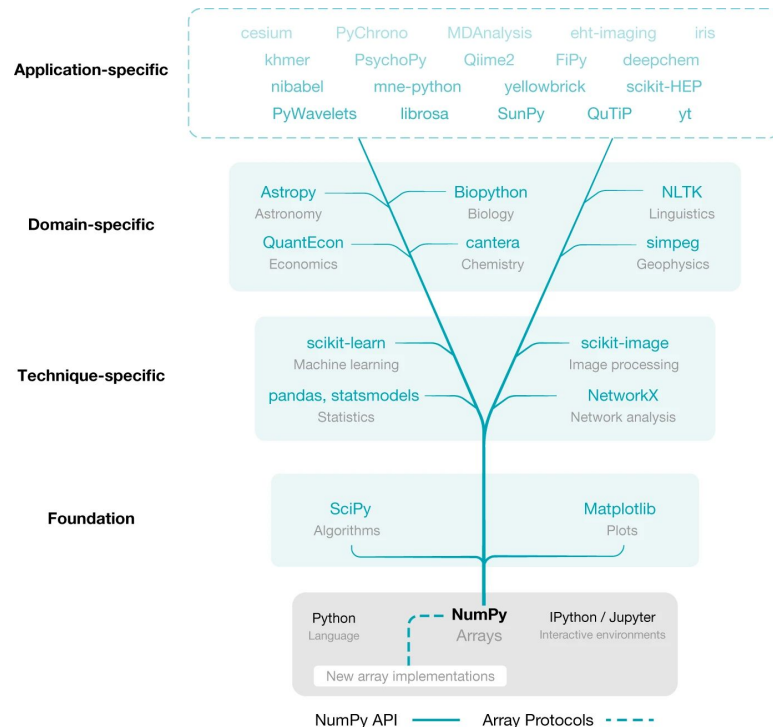 cesium PyChrono MDAnalysis eht-imaging iris
Application-specific
khmer PsychoPy Qiime2 FiPy deepchem
nibabel mne-python yellowbrick scikit-HEP
PyWavelets librosa SunPy QuTiP yt
Domain-specific
Astropy Biopython NLTK
Astronomy Biology Linguistics
QuantEcon cantera simpeg
Economics Chemistry Geophysics
Technique-specific
scikit-learn scikit-image
Machine learning Image processing
pandas, statsmodels NetworkX
Statistics Network analysis
Foundation
SciPy Matplotlib
Algorithms Plots
Python NumPy IPython / Jupyter
Language Arrays Interactive environments
New array implementations
NumPy API Array Protocols